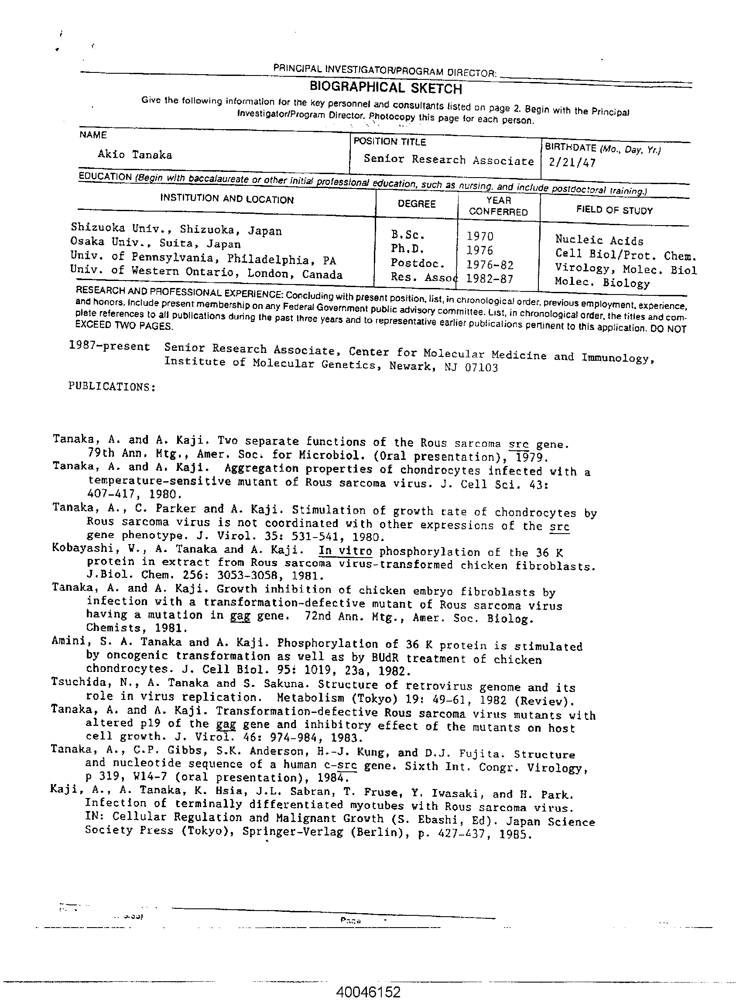 PRINCIPAL INVESTIGATOR/PROGRAM DIRECTOR:
BIOGRAPHICAL SKETCH
Give the following information for the key personnel and consultants listed on page 2. Begin with the Principal
Investigator/Program Director. Photocopy this page for each person.
NAME POSITION TITLE BIRTHDATE (Mo., Day, Yr.)
Akio Tanaka Senior Research Associate 2/21/47
EDUCATION (Begin with baccalaureate or other initial professional education, such as nursing, and include postdoctoral training.)
INSTITUTION AND LOCATION DEGREE YEAR CONFERRED FIELD OF STUDY
Shizuoka Univ., Shizuoka, Japan B.Sc. 1970 Nucleic Acids
Osaka Univ., Suita, Japan Ph.D. 1976 Cell Biol/Prot. Chem.
Univ. of Pennsylvania, Philadelphia, PA Postdoc. 1976-82 Virology, Molec. Biol
Univ. of Western Ontario, London, Canada Res. Assoc 1982-87 Molec. Biology
RESEARCH AND PROFESSIONAL EXPERIENCE: Concluding with present position, list, in chronological order, previous employment, experience,
and honors. Include present membership on any Federal Government public advisory committee. List, in chronological order, the titles and com-
plete references to all publications during the past three years and to representative earlier publications pertinent to this application. DO NOT
EXCEED TWO PAGES.
1987-present Senior Research Associate, Center for Molecular Medicine and Immunology,
Institute of Molecular Genetics, Newark, NJ 07103
PUBLICATIONS:
Tanaka, A. and A. Kaji. Two separate functions of the Rous sarcoma src gene.
79th Ann. Mtg., Amer. Soc. for Microbiol. (Oral presentation), 1979.
Tanaka, A. and A. Kaji. Aggregation properties of chondrocytes infected with a
temperature-sensitive mutant of Rous sarcoma virus. J. Cell Sci. 43:
407-417, 1980.
Tanaka, A., C. Parker and A. Kaji. Stimulation of growth rate of chondrocytes by
Rous sarcoma virus is not coordinated with other expressions of the src
gene phenotype. J. Virol. 35: 531-541, 1980.
Kobayashi, W., A. Tanaka and A. Kaji. In vitro phosphorylation of the 36 K
protein in extract from Rous sarcoma virus-transformed chicken fibroblasts.
J.Biol. Chem. 256: 3053-3058, 1981.
Tanaka, A. and A. Kaji. Growth inhibition of chicken embryo fibroblasts by
infection with a transformation-defective mutant of Rous sarcoma virus
having a mutation in gag gene. 72nd Ann. Mtg., Amer. Soc. Biolog.
Chemists, 1981.
Amini, S. A. Tanaka and A. Kaji. Phosphorylation of 36 K protein is stimulated
by oncogenic transformation as well as by BUdR treatment of chicken
chondrocytes. J. Cell Biol. 95: 1019, 23a, 1982.
Tsuchida, N., A. Tanaka and S. Sakuna. Structure of retrovirus genome and its
role in virus replication. Metabolism (Tokyo) 19: 49-61, 1982 (Review).
Tanaka, A. and A. Kaji. Transformation-defective Rous sarcoma virus mutants with
altered p19 of the gag gene and inhibitory effect of the mutants on host
cell growth. J. Virol. 46: 974-984, 1983.
Tanaka, A., C.P. Gibbs, S.K. Anderson, H.-J. Kung, and D.J. Fujita. Structure
and nucleotide sequence of a human c-src gene. Sixth Int. Congr. Virology,
p 319, W14-7 (oral presentation), 1984.
Kaji, A., A. Tanaka, K. Hsia, J.L. Sabran, T. Fruse, Y. Iwasaki, and H. Park.
Infection of terminally differentiated myotubes with Rous sarcoma virus.
IN: Cellular Regulation and Malignant Growth (S. Ebashi, Ed). Japan Science
Society Press (Tokyo), Springer-Verlag (Berlin), p. 427-437, 1985.
Page
40046152